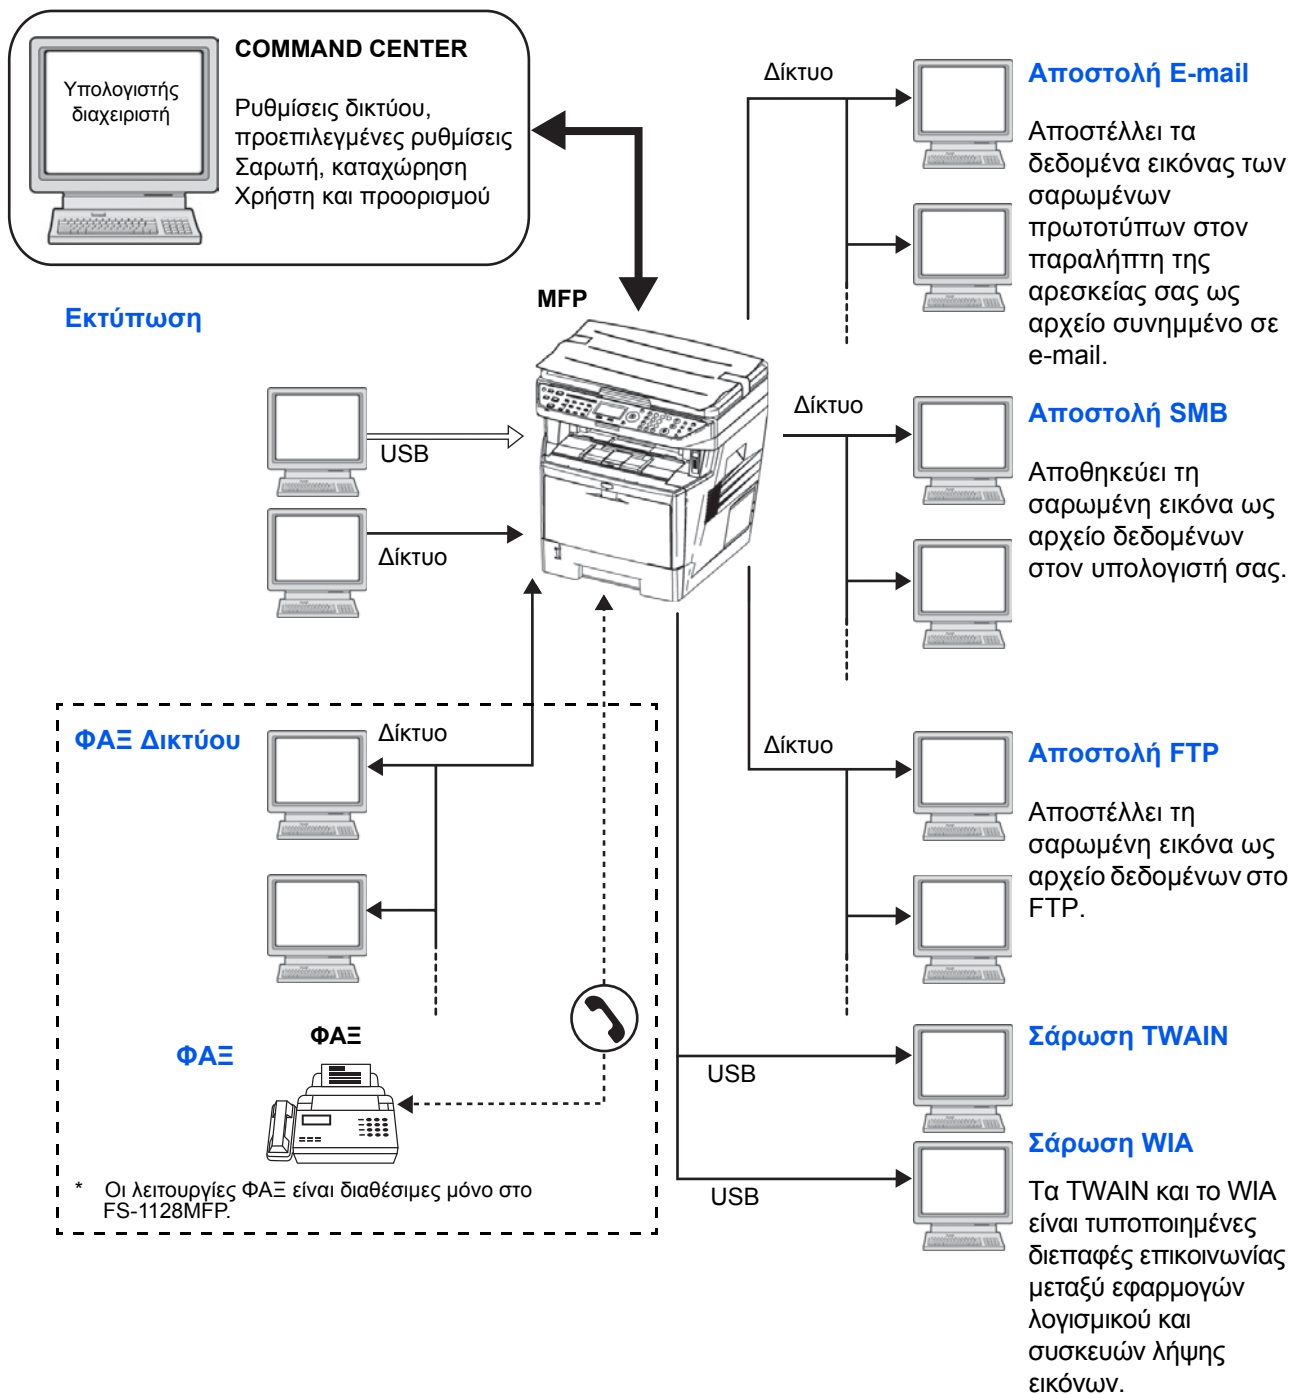 COMMAND CENTER
Υπολογιστής
διαχειριστή
Ρυθμίσεις δικτύου,
προεπιλεγμένες ρυθμίσεις
Σαρωτή, καταχώρηση
Χρήστη και προορισμού
Εκτύπωση
MFP
USB
Δίκτυο
Δίκτυο
Αποστολή E-mail
Αποστέλλει τα
δεδομένα εικόνας των
σαρωμένων
πρωτοτύπων στον
παραλήπτη της
αρεσκείας σας ως
αρχείο συνημμένο σε
e-mail.
Δίκτυο
Αποστολή SMB
Αποθηκεύει τη
σαρωμένη εικόνα ως
αρχείο δεδομένων
στον υπολογιστή σας.
ΦΑΞ Δικτύου
Δίκτυο
Δίκτυο
Αποστολή FTP
Αποστέλλει τη
σαρωμένη εικόνα ως
αρχείο δεδομένων στο
FTP.
ΦΑΞ
ΦΑΞ
* Οι λειτουργίες ΦΑΞ είναι διαθέσιμες μόνο στο
FS-1128MFP.
USB
Σάρωση TWAIN
USB
Σάρωση WIA
Τα TWAIN και το WIA
είναι τυποποιημένες
διεπαφές επικοινωνίας
μεταξύ εφαρμογών
λογισμικού και
συσκευών λήψης
εικόνων.